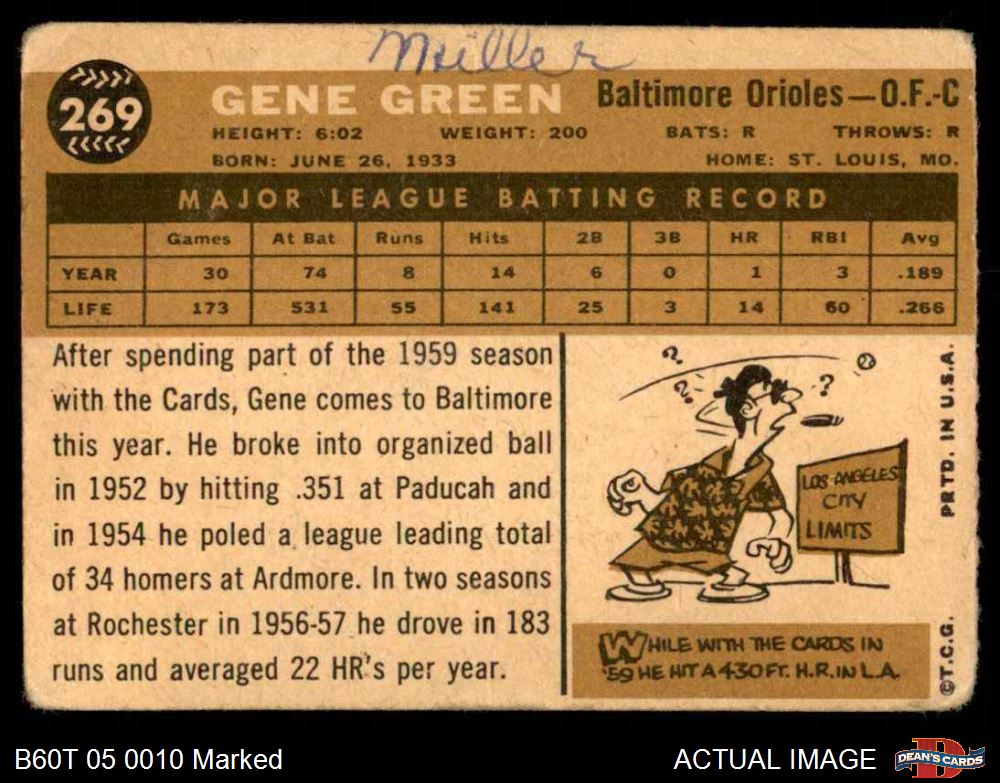 Miller
269
GENE GREEN Baltimore Orioles—O.F.-C
HEIGHT: 6:02 WEIGHT: 200 BATS: R THROWS: R
BORN: JUNE 26, 1933 HOME: ST. LOUIS, MO.
MAJOR LEAGUE BATTING RECORD
Games At Bat Runs Hits 2B 3B HR RBI Avg
YEAR 30 74 8 14 6 0 1 3 .189
LIFE 173 531 55 141 25 3 14 60 .266
After spending part of the 1959 season
with the Cards, Gene comes to Baltimore
this year. He broke into organized ball
in 1952 by hitting .351 at Paducah and
in 1954 he poled a league leading total
of 34 homers at Ardmore. In two seasons
at Rochester in 1956-57 he drove in 183
runs and averaged 22 HR's per year.
? ? ?
LOS ANGELES
CITY
LIMITS
WHILE WITH THE CARDS IN
'59 HE HIT A 430 FT. H.R. IN L.A.
PRTD. IN U.S.A.
©T.C.G.
B60T 05 0010 Marked
ACTUAL IMAGE
D
DEAN'S CARDS